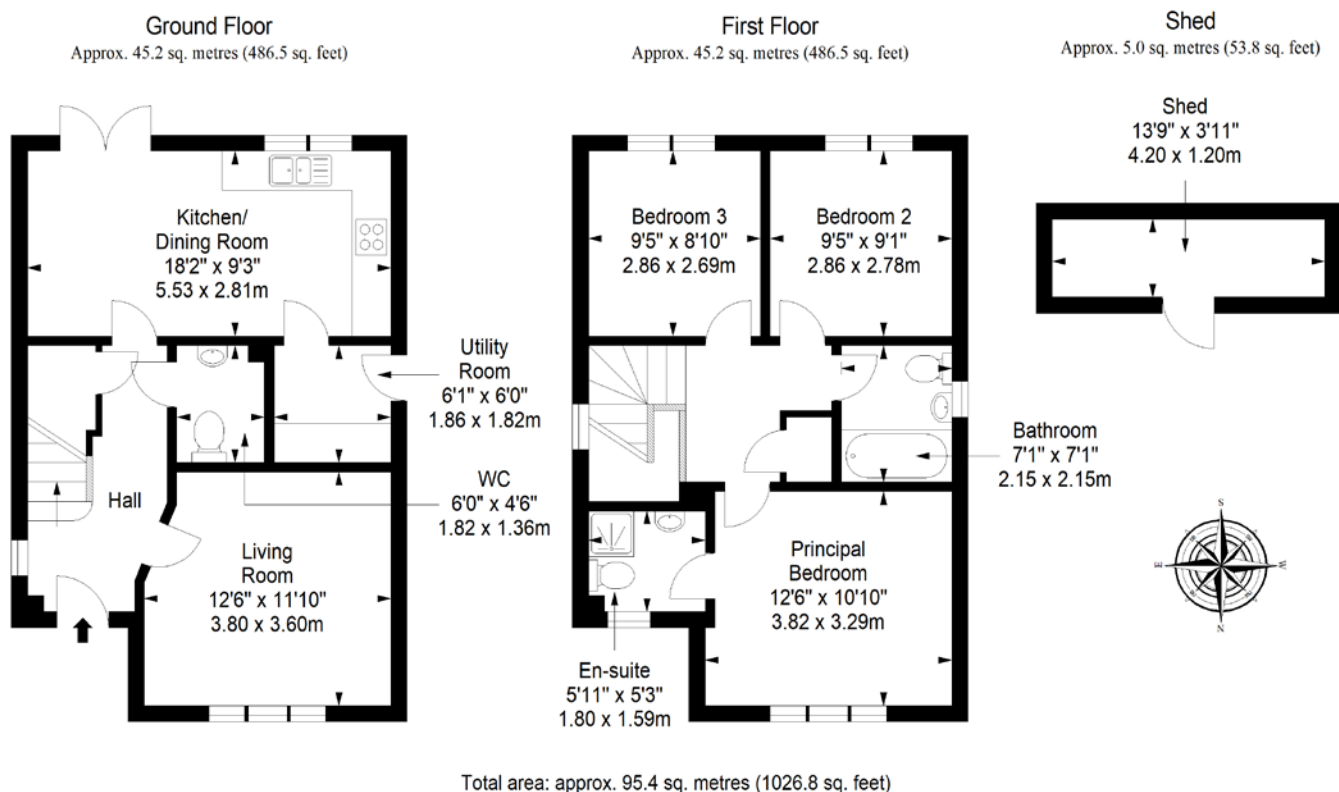 Ground Floor
Approx. 45.2 sq. metres (486.5 sq. feet)
Kitchen/
Dining Room
18'2" x 9'3"
5.53 x 2.81m
Utility
Room
6'1" x 6'0"
1.86 x 1.82m
WC
6'0" x 4'6"
1.82 x 1.36m
Hall
Living
Room
12'6" x 11'10"
3.80 x 3.60m
First Floor
Approx. 45.2 sq. metres (486.5 sq. feet)
Bedroom 3
9'5" x 8'10"
2.86 x 2.69m
Bedroom 2
9'5" x 9'1"
2.86 x 2.78m
Bathroom
7'1" x 7'1"
2.15 x 2.15m
Principal
Bedroom
12'6" x 10'10"
3.82 x 3.29m
En-suite
5'11" x 5'3"
1.80 x 1.59m
Shed
Approx. 5.0 sq. metres (53.8 sq. feet)
Shed
13'9" x 3'11"
4.20 x 1.20m
S
E
W
N
Total area: approx. 95.4 sq. metres (1026.8 sq. feet)